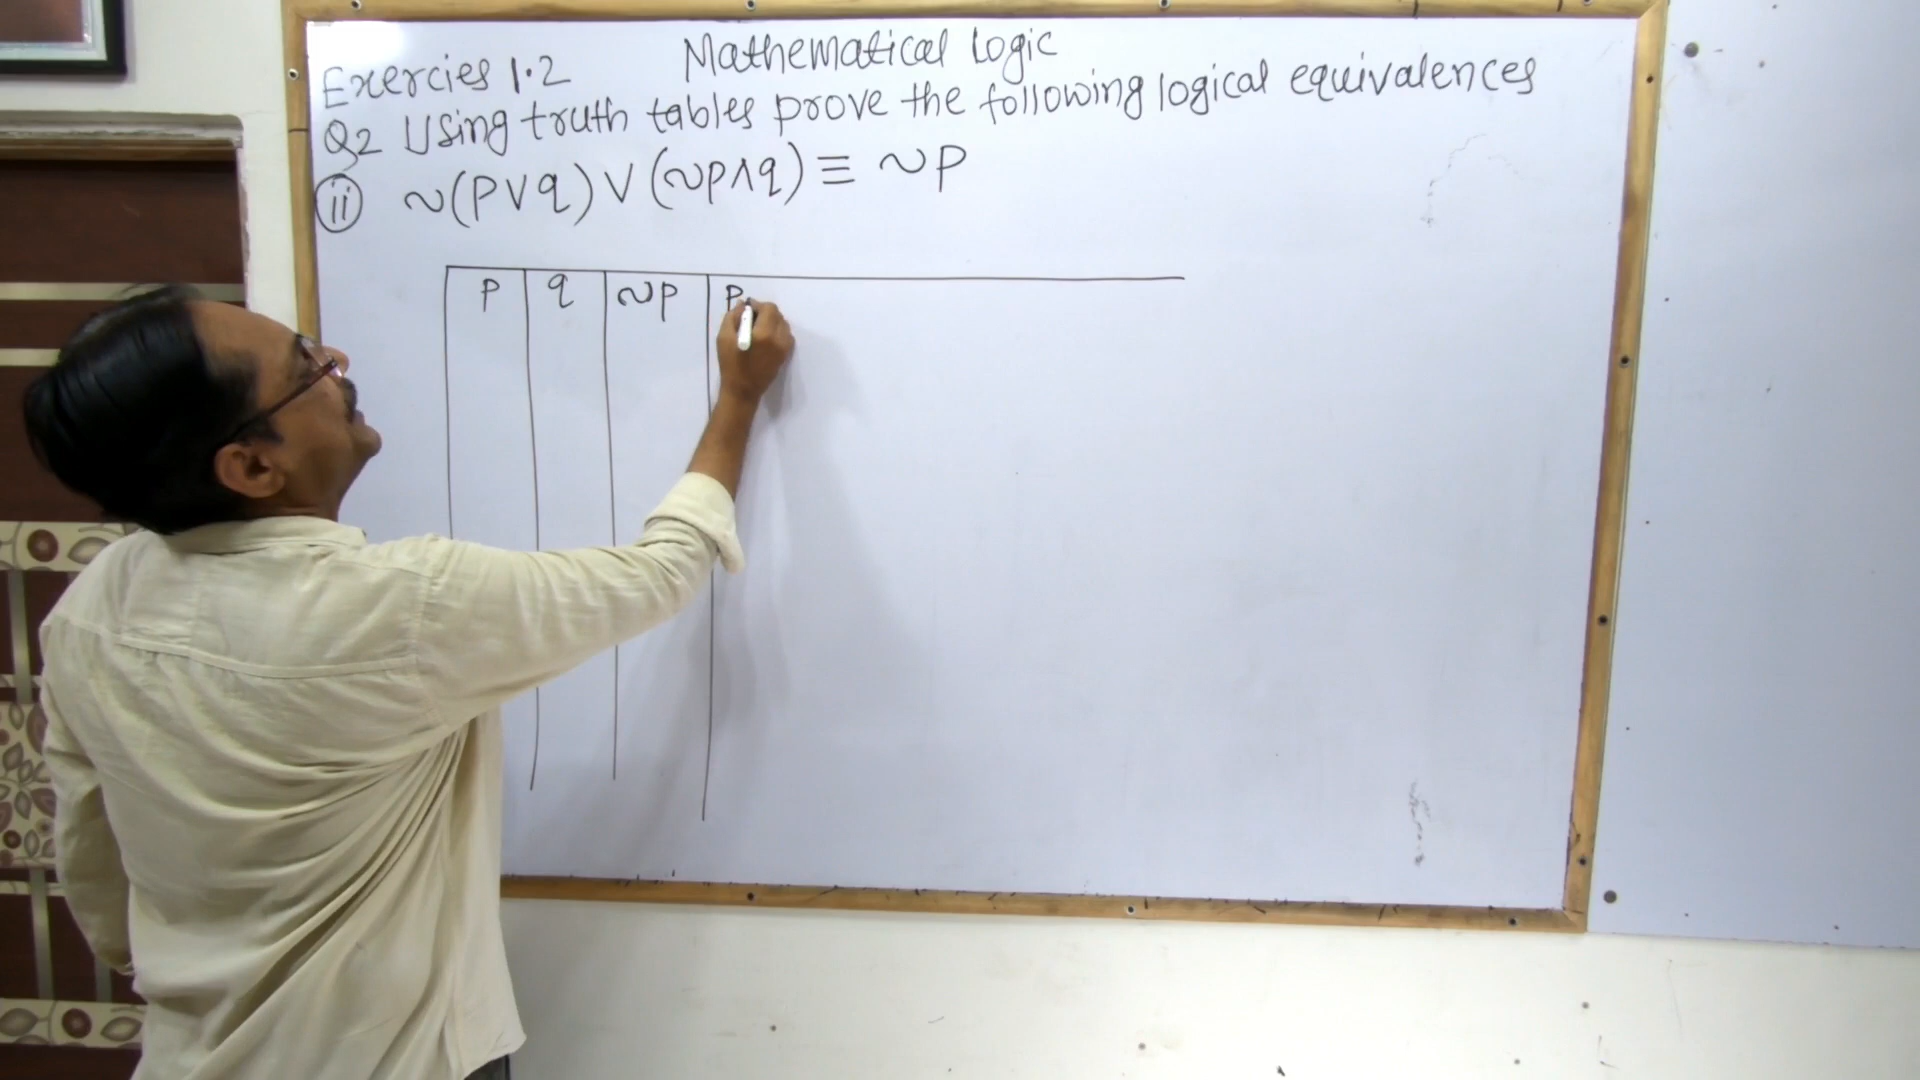 Mathematical Logic
Exercies 1.2
Q2 Using truth tables prove the following logical equivalences
ii ~(p∨q)∨(~p∧q)≡~p
p q ~p p